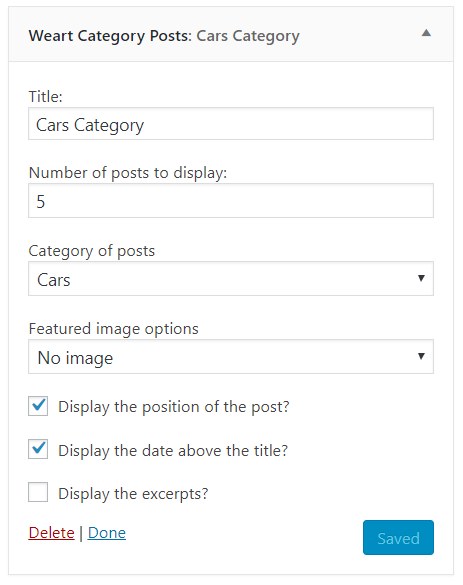 Weart Category Posts: Cars Category
Title:
Cars Category
Number of posts to display:
5
Category of posts
Cars
Featured image options
No image
Display the position of the post?
Display the date above the title?
Display the excerpts?
Delete | Done Saved